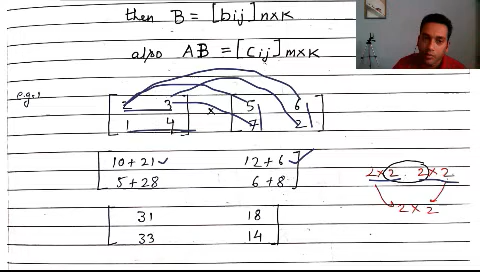 then B = [bij] n×k
also AB = [Cij] m×k
e.g.:
[2 3] × [5 6]
[1 4] [7 2]
[10+21 12+6]
[5+28 6+8]
2×2 2×2
2×2
[31 18]
[33 14]